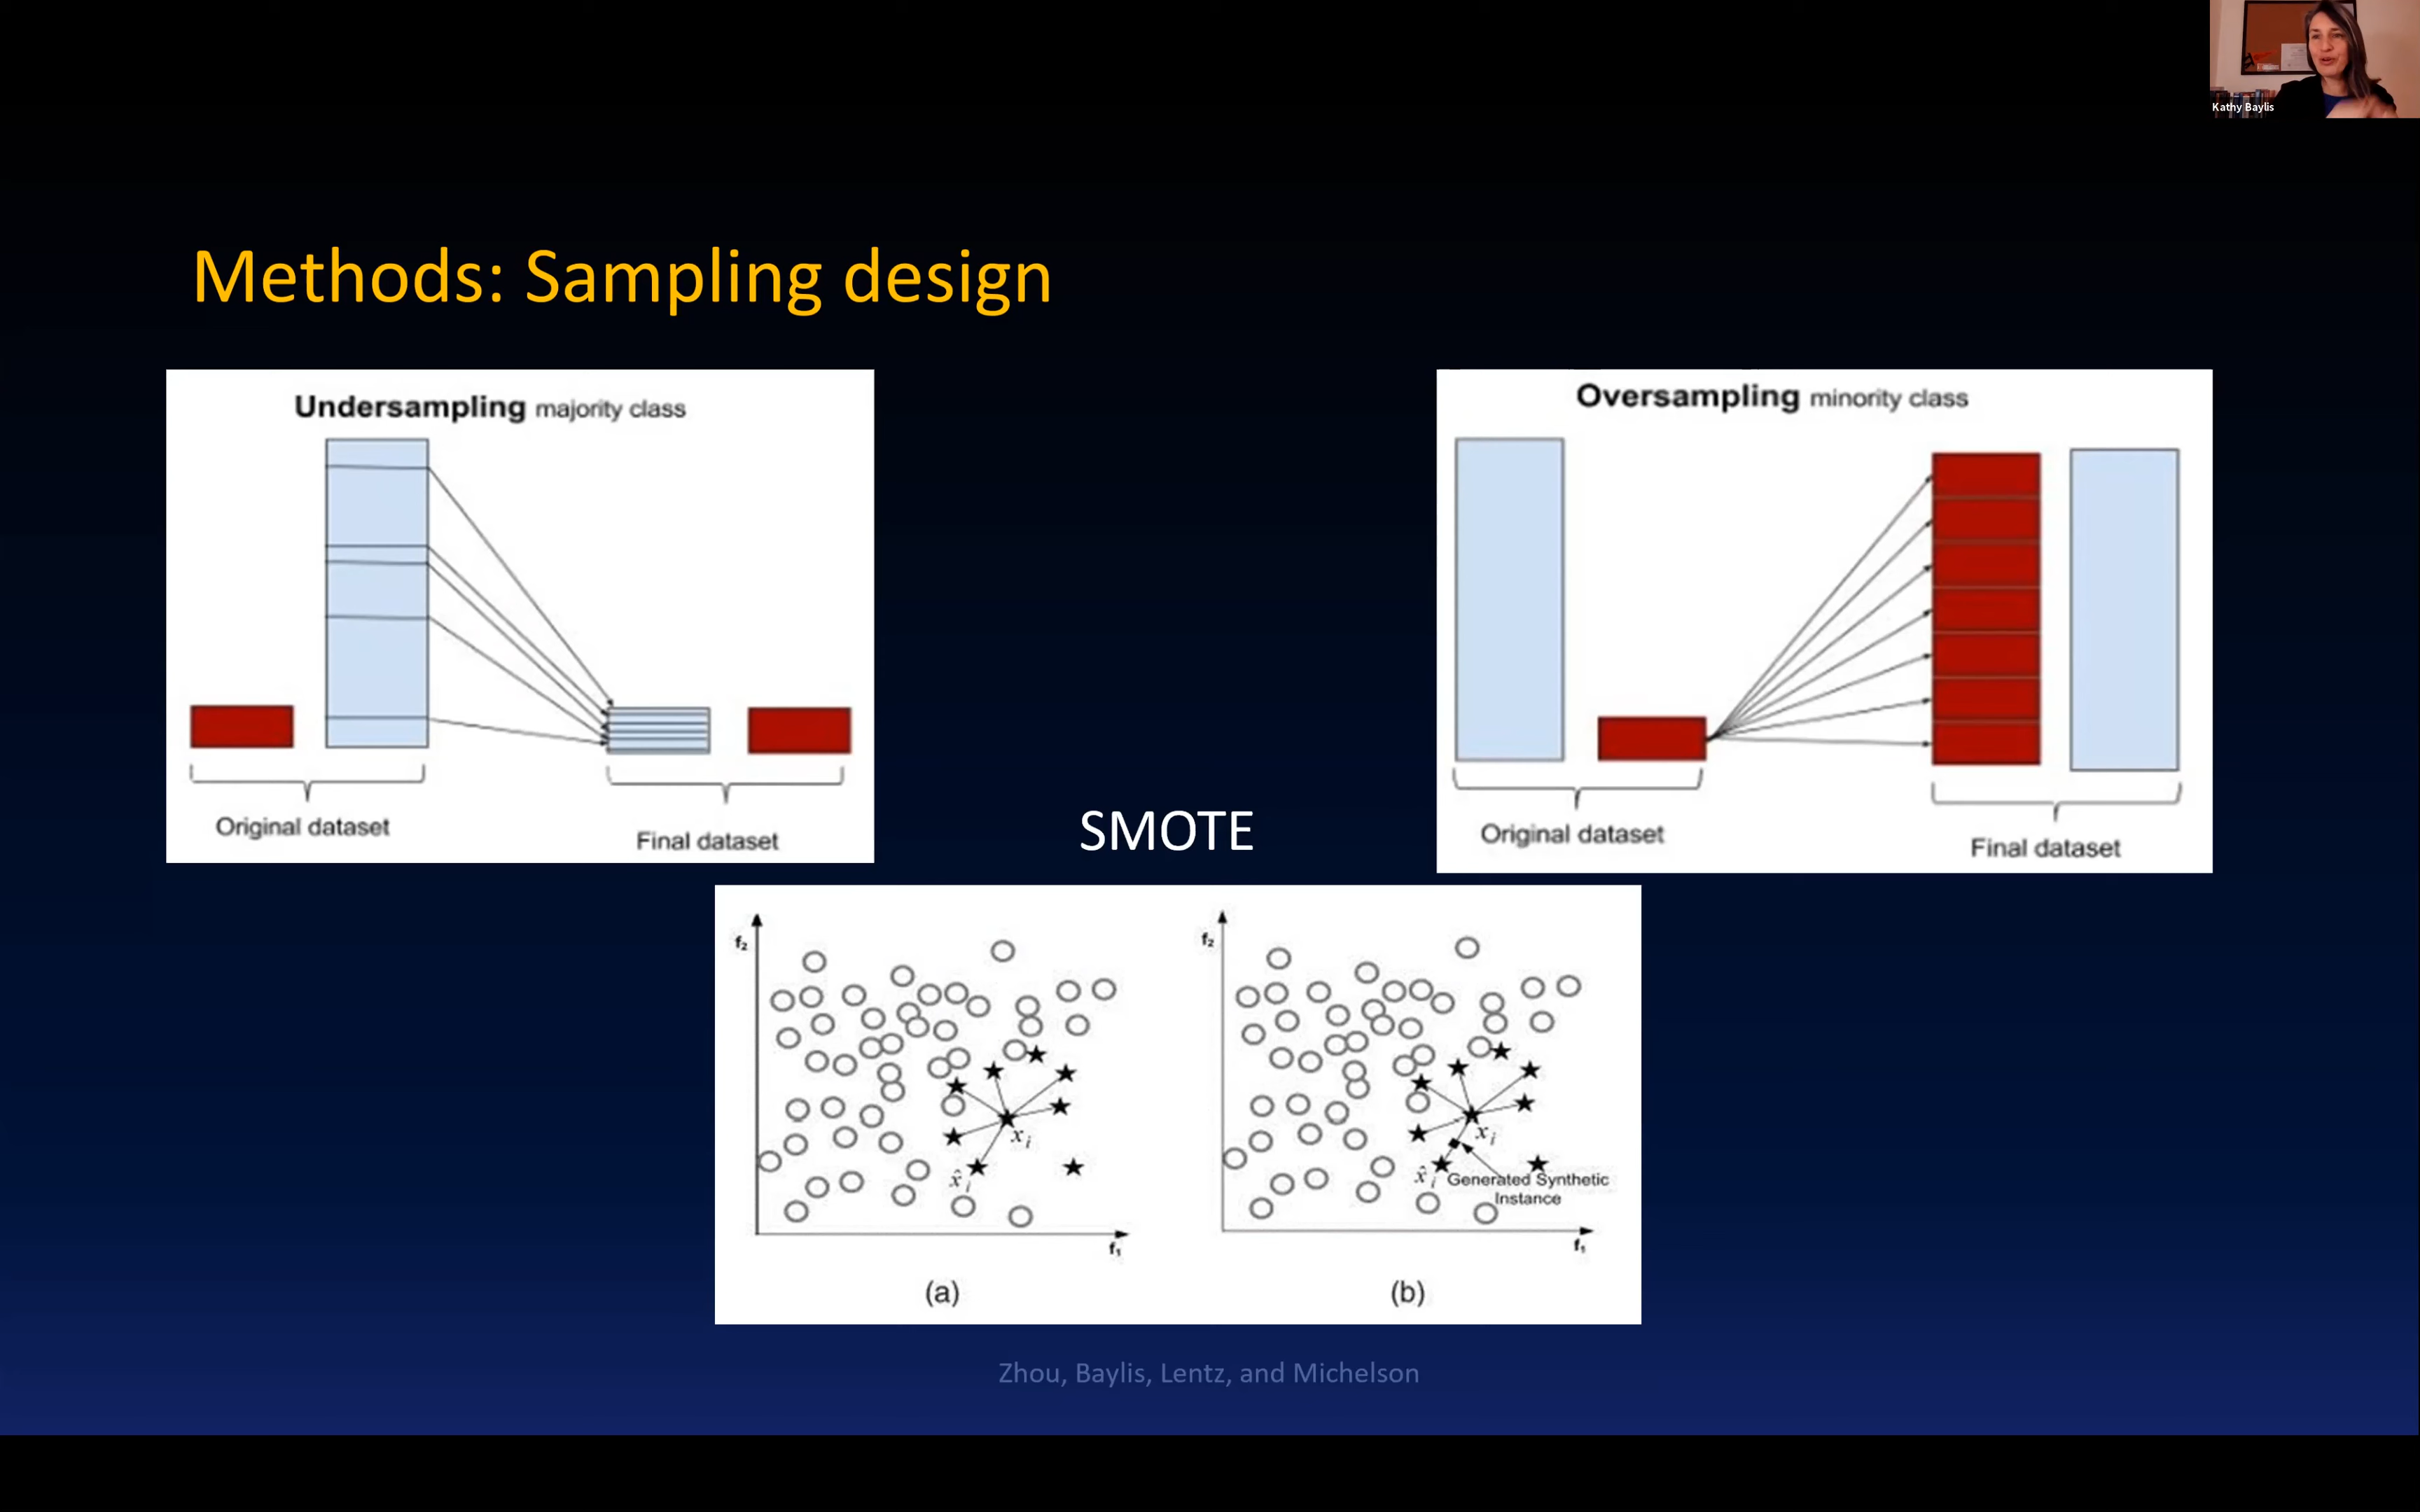 Kathy Baylis
Methods: Sampling design
Undersampling majority class
Original dataset
Final dataset
Oversampling minority class
Original dataset
Final dataset
SMOTE
f₂
xᵢ
x̂ᵢ
f₁
(a)
f₂
xᵢ
x̂ᵢ
Generated Synthetic
Instance
f₁
(b)
Zhou, Baylis, Lentz, and Michelson